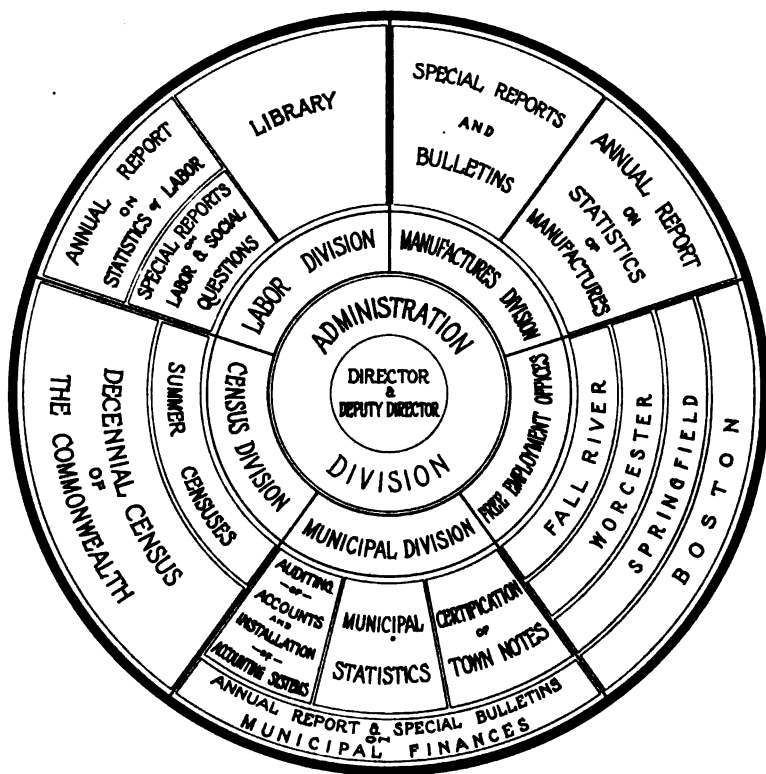 DIRECTOR
&
DEPUTY DIRECTOR
ADMINISTRATION
DIVISION
LABOR DIVISION
LIBRARY
ANNUAL REPORT
ON
STATISTICS of LABOR
SPECIAL REPORTS
on
LABOR & SOCIAL
QUESTIONS
MANUFACTURES DIVISION
SPECIAL REPORTS
AND
BULLETINS
ANNUAL REPORT
ON
STATISTICS
OF
MANUFACTURES
FREE EMPLOYMENT OFFICES
FALL RIVER
WORCESTER
SPRINGFIELD
BOSTON
MUNICIPAL DIVISION
AUDITING
-OF-
ACCOUNTS
AND
INSTALLATION
-OF-
ACCOUNTING SYSTEMS
MUNICIPAL
STATISTICS
CERTIFICATION
OF
TOWN NOTES
ANNUAL REPORT & SPECIAL BULLETINS
ON
MUNICIPAL FINANCES
CENSUS DIVISION
SUMMER CENSUSES
DECENNIAL CENSUS
OF
THE COMMONWEALTH